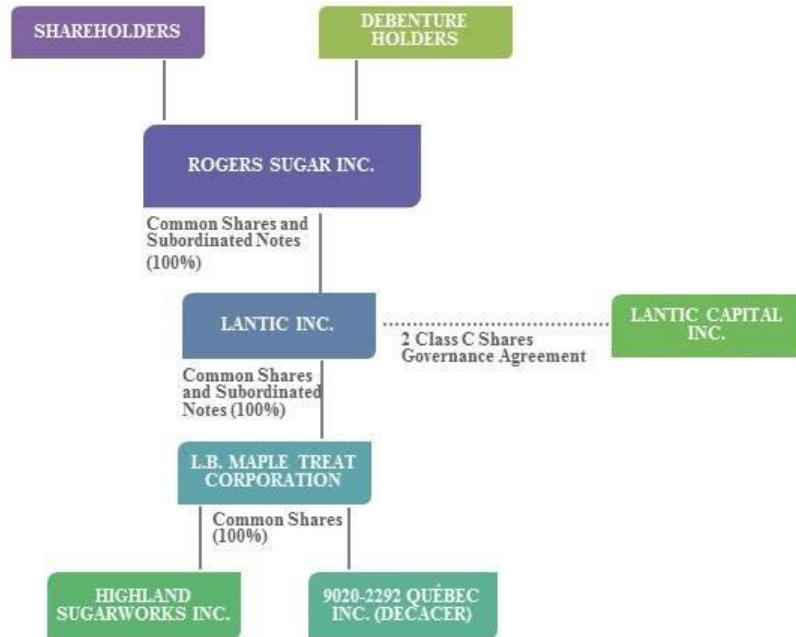 SHAREHOLDERS
DEBENTURE
HOLDERS
ROGERS SUGAR INC.
Common Shares and
Subordinated Notes
(100%)
LANTIC INC.
2 Class C Shares
Governance Agreement
LANTIC CAPITAL
INC.
Common Shares
and Subordinated
Notes (100%)
L.B. MAPLE TREAT
CORPORATION
Common Shares
(100%)
HIGHLAND
SUGARWORKS INC.
9020-2292 QUÉBEC
INC. (DECACER)